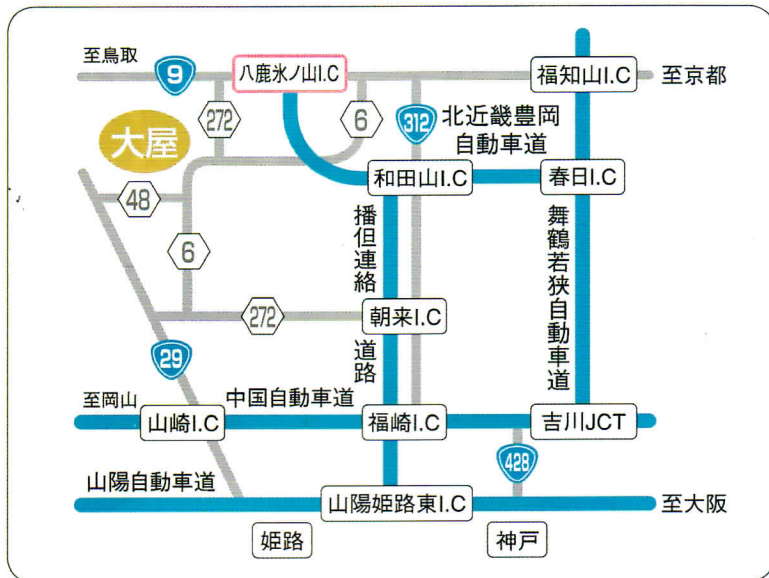 至鳥取
9
八鹿氷ノ山I.C
福知山I.C
至京都
272
6
312
北近畿豊岡
自動車道
大屋
和田山I.C
春日I.C
48
播但連絡
道路
舞鶴若狭自動車道
6
272
朝来I.C
29
至岡山
中国自動車道
山崎I.C
福崎I.C
吉川JCT
428
山陽自動車道
山陽姫路東I.C
至大阪
姫路
神戸